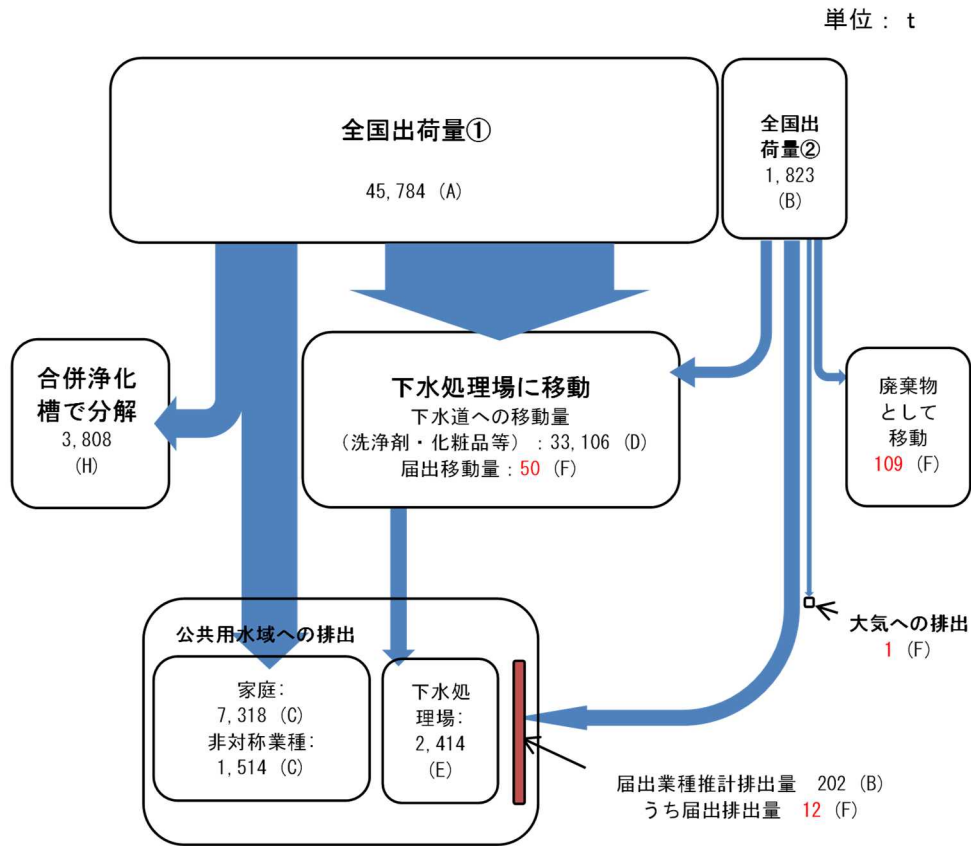 単位： t
全国出荷量①
45,784 (A)
全国出
荷量②
1,823
(B)
合併浄化
槽で分解
3,808
(H)
下水処理場に移動
下水道への移動量
（洗浄剤・化粧品等）：33,106 (D)
届出移動量：50 (F)
廃棄物
として
移動
109 (F)
大気への排出
1 (F)
公共用水域への排出
家庭:
7,318 (C)
非対称業種:
1,514 (C)
下水処
理場:
2,414
(E)
届出業種推計排出量 202 (B)
うち届出排出量 12 (F)